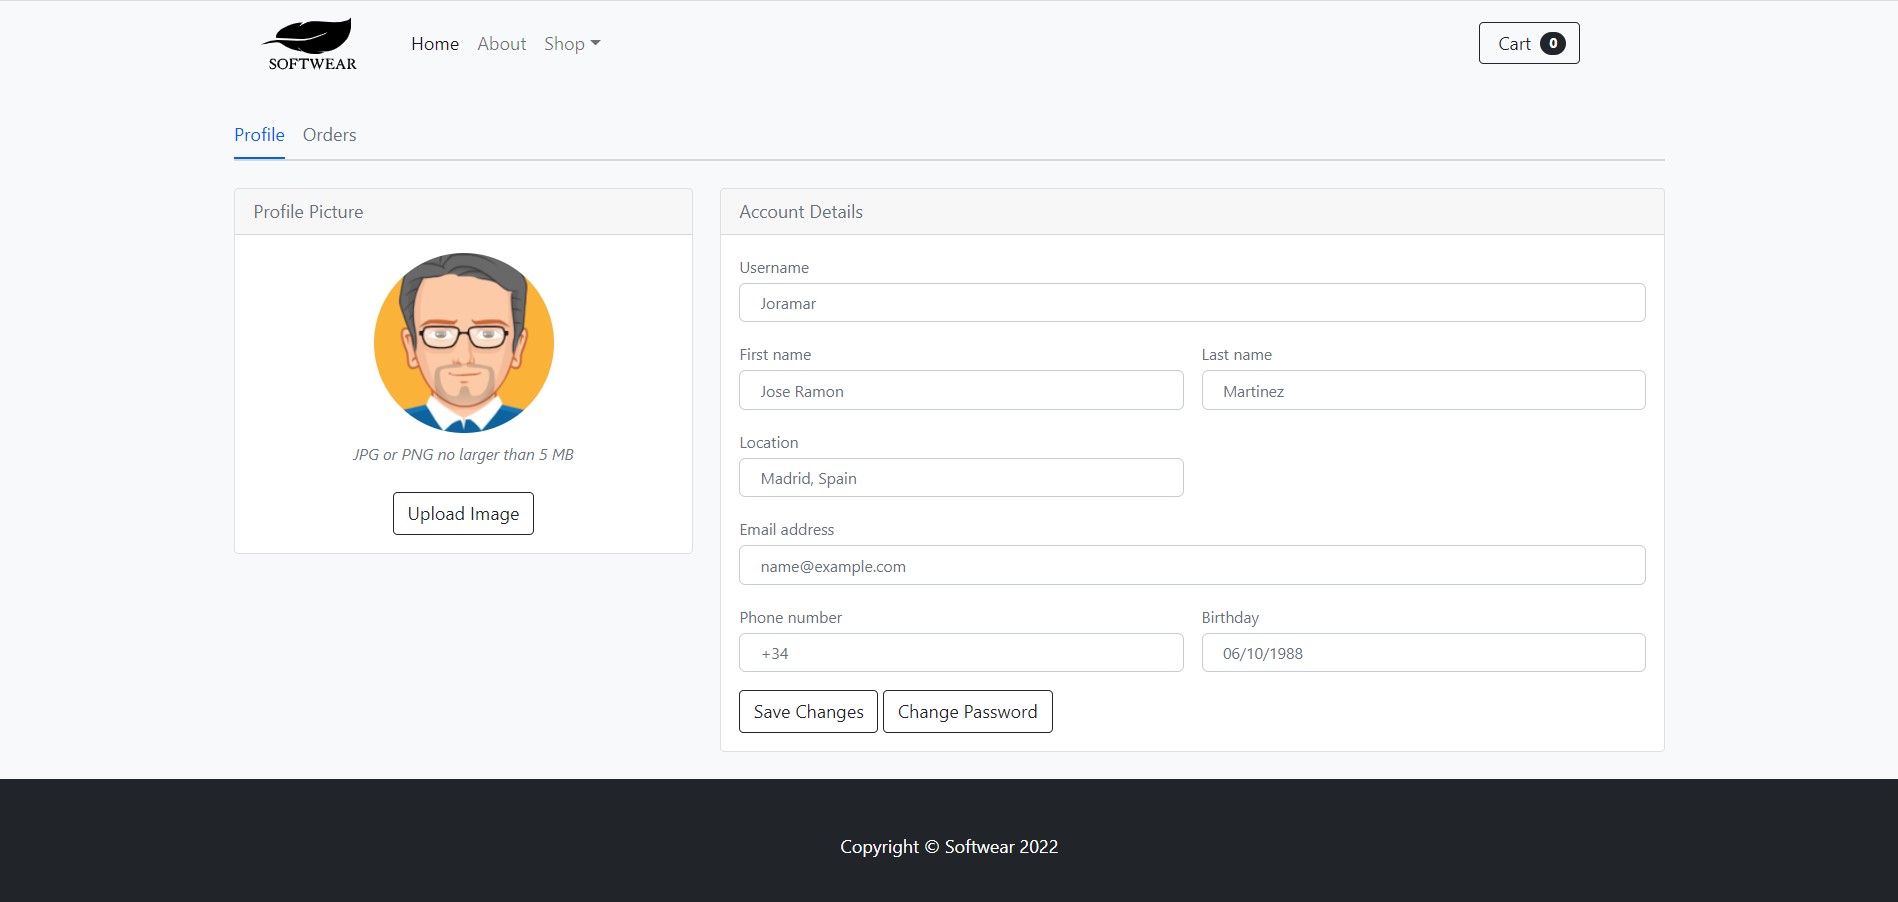 SOFTWEAR
Home About Shop
Cart 0
Profile Orders
Profile Picture
JPG or PNG no larger than 5 MB
Upload Image
Account Details
Username
Joramar
First name Last name
Jose Ramon Martinez
Location
Madrid, Spain
Email address
name@example.com
Phone number Birthday
+34 06/10/1988
Save Changes Change Password
Copyright © Softwear 2022